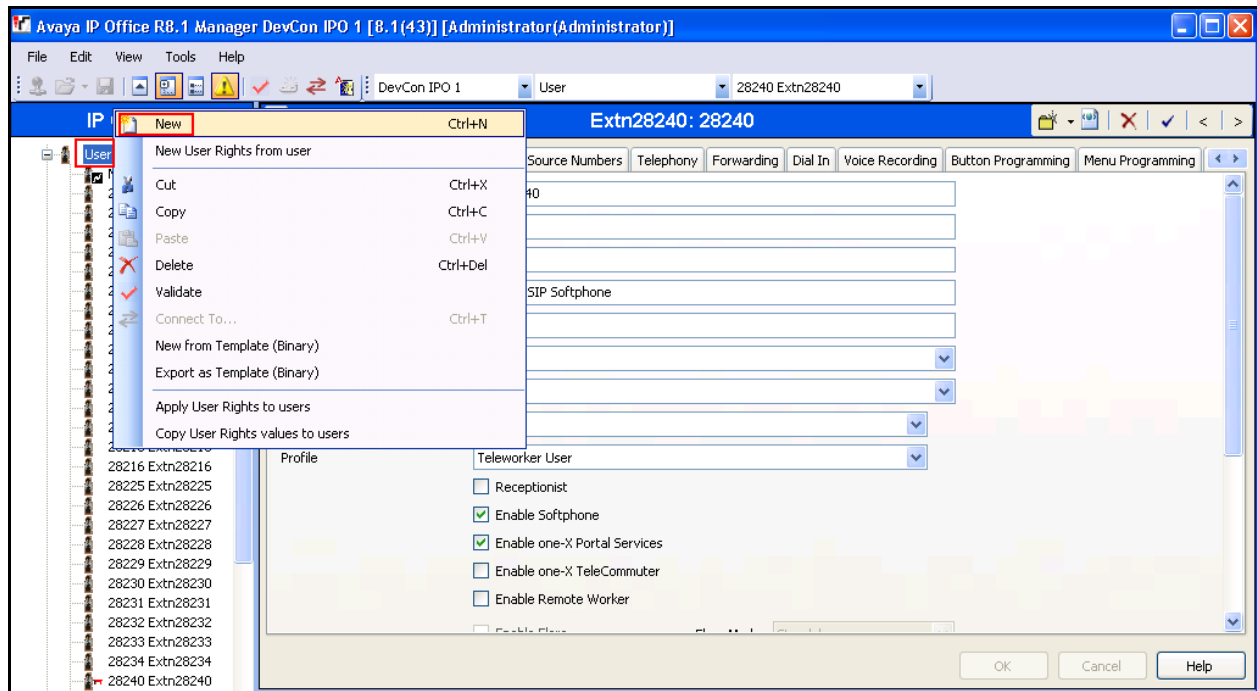 Avaya IP Office R8.1 Manager DevCon IPO 1 [8.1(43)] [Administrator(Administrator)]
File Edit View Tools Help
DevCon IPO 1 User 28240 Extn28240
IP Extn28240: 28240
User
New Ctrl+N
New User Rights from user
Cut Ctrl+X
Copy Ctrl+C
Paste Ctrl+V
Delete Ctrl+Del
Validate
Connect To... Ctrl+T
New from Template (Binary)
Export as Template (Binary)
Apply User Rights to users
Copy User Rights values to users
Source Numbers Telephony Forwarding Dial In Voice Recording Button Programming Menu Programming
40
SIP Softphone
Profile Teleworker User
Receptionist
Enable Softphone
Enable one-X Portal Services
Enable one-X TeleCommuter
Enable Remote Worker
28216 Extn28216
28225 Extn28225
28226 Extn28226
28227 Extn28227
28228 Extn28228
28229 Extn28229
28230 Extn28230
28231 Extn28231
28232 Extn28232
28233 Extn28233
28234 Extn28234
28240 Extn28240
OK Cancel Help